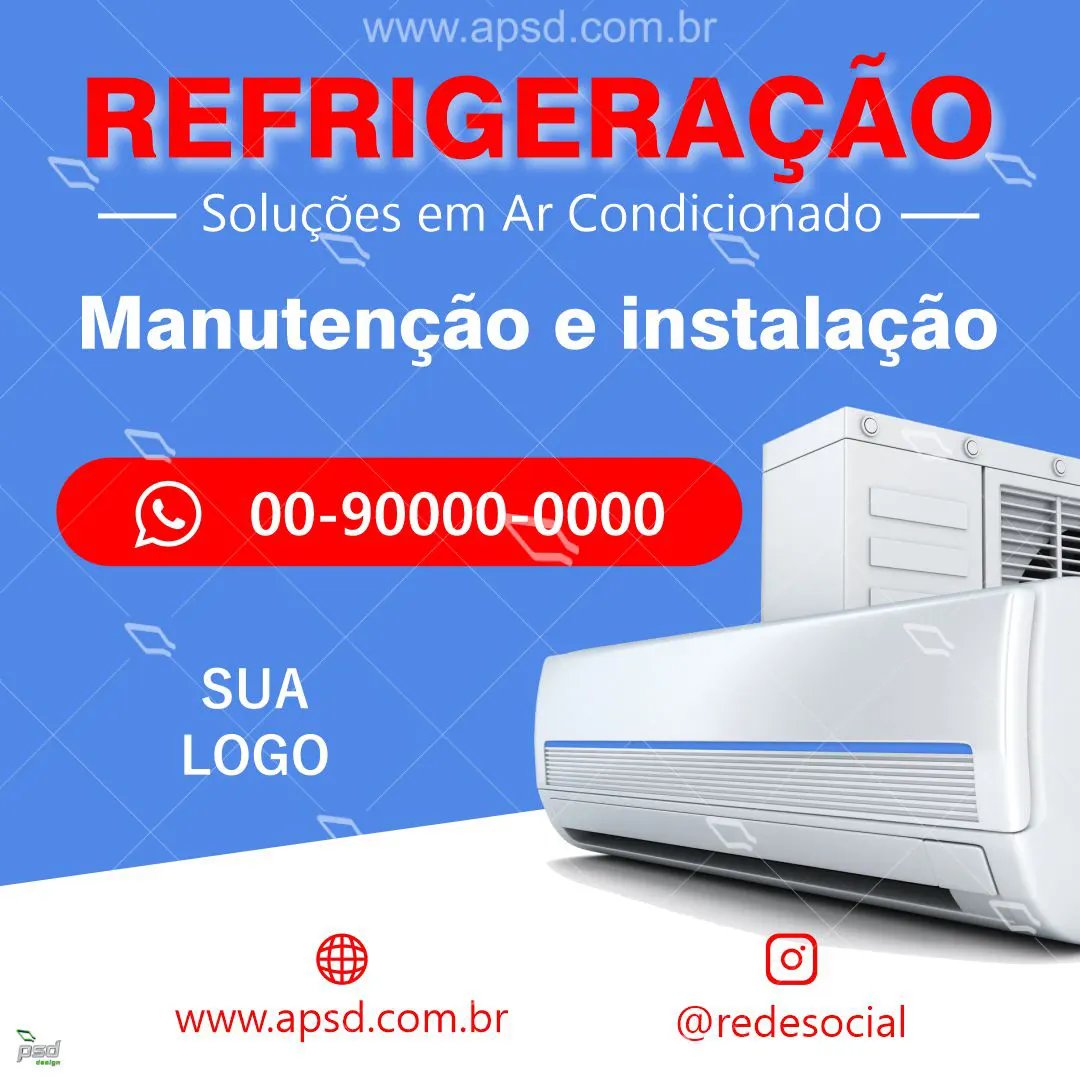 www.apsd.com.br
REFRIGERAÇÃO
Soluções em Ar Condicionado
Manutenção e instalação
00-90000-0000
SUA
LOGO
www.apsd.com.br
@redesocial
psd
design